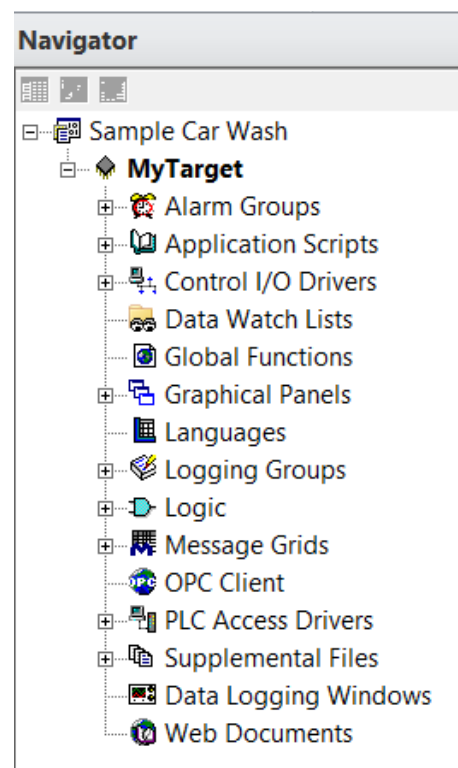 Navigator
Sample Car Wash
MyTarget
Alarm Groups
Application Scripts
Control I/O Drivers
Data Watch Lists
Global Functions
Graphical Panels
Languages
Logging Groups
Logic
Message Grids
OPC Client
PLC Access Drivers
Supplemental Files
Data Logging Windows
Web Documents